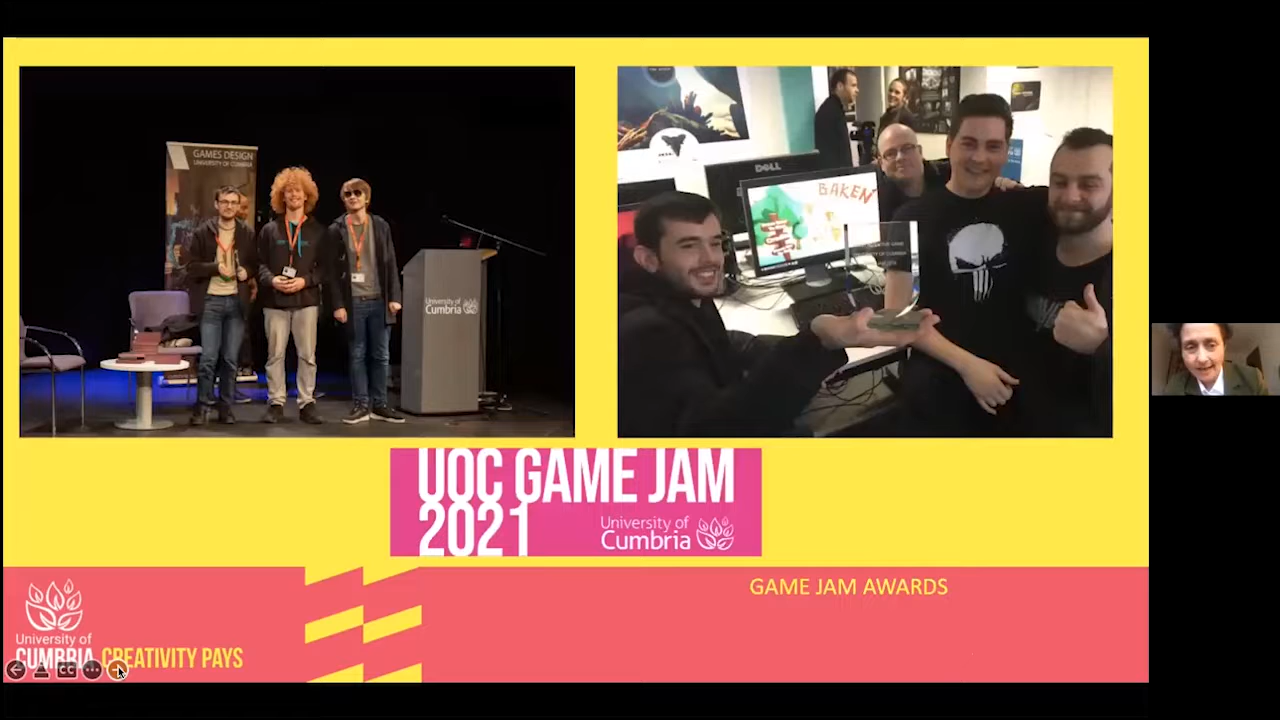 GAMES DESIGN
UNIVERSITY OF CUMBRIA
University of
Cumbria
DELL
BAKEN
UOC GAME JAM
2021
University of
Cumbria
GAME JAM AWARDS
University of
CUMBRIA CREATIVITY PAYS
CC